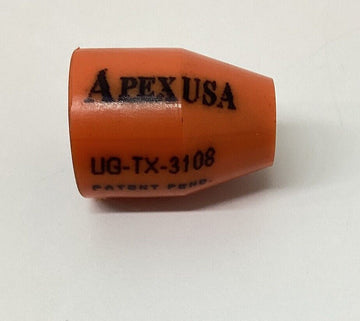 APEX USA
UG-TX-3108
PATENT PEND.